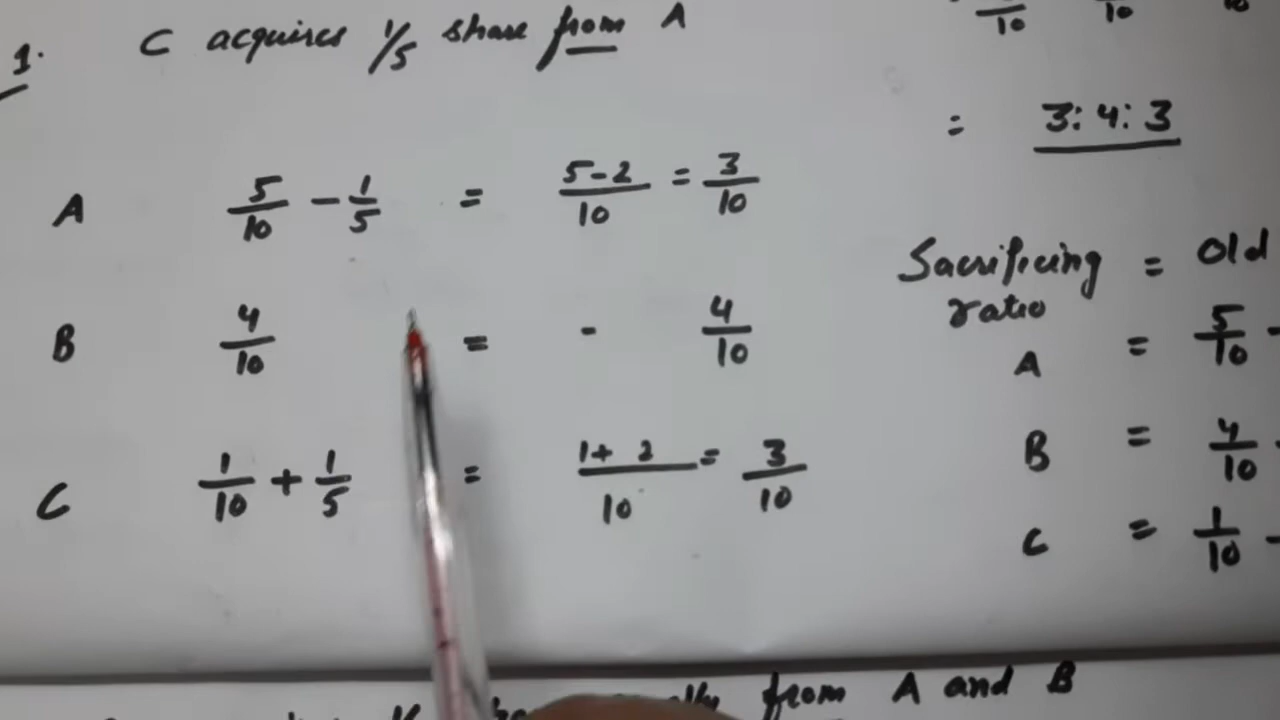 1. C acquires 1/5 share from A
A 5/10 - 1/5 = 5-2/10 = 3/10
B 4/10 = - 4/10
C 1/10 + 1/5 = 1+2/10 = 3/10
10 10 10
= 3:4:3
Sacrificing ratio = Old
A = 5/10 -
B = 4/10 -
C = 1/10 -
from A and B